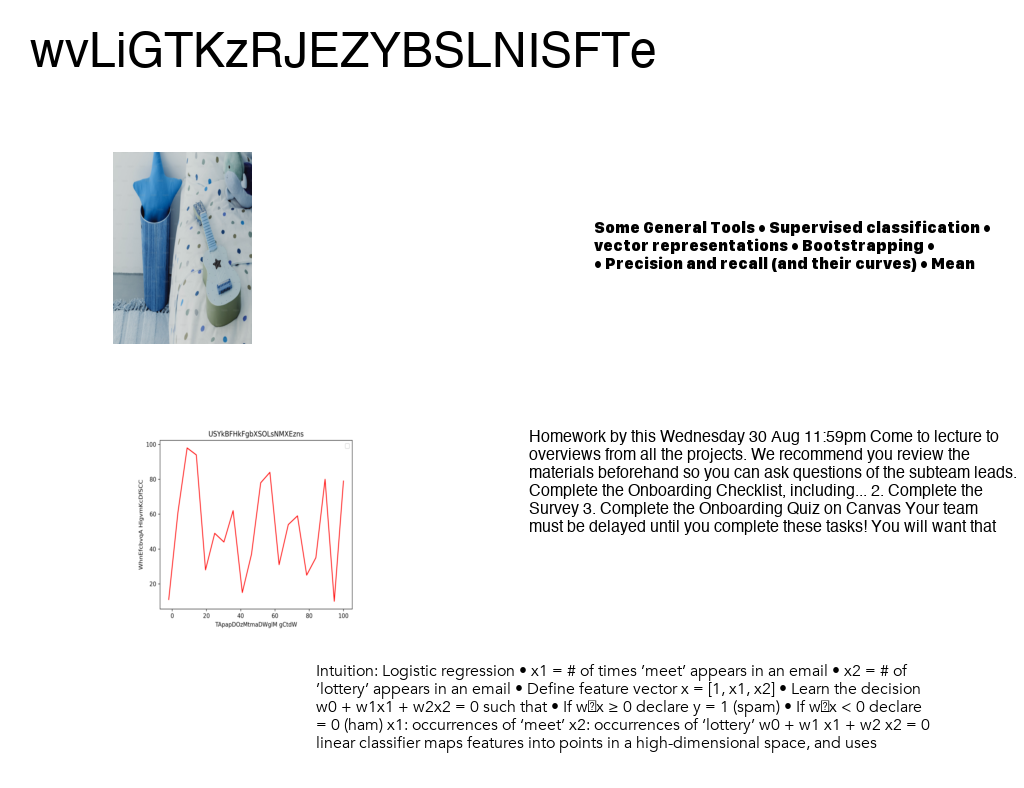 wvLiGTKzRJEZYBSLNISFTe
Some General Tools • Supervised classification •
vector representations • Bootstrapping •
• Precision and recall (and their curves) • Mean
USYkBFHkFgbXSOLsNMXEzns
100
80
60
40
20
0 20 40 60 80 100
TApapDOzMtmaDWglM gCtdW
Homework by this Wednesday 30 Aug 11:59pm Come to lecture to
overviews from all the projects. We recommend you review the
materials beforehand so you can ask questions of the subteam leads.
Complete the Onboarding Checklist, including... 2. Complete the
Survey 3. Complete the Onboarding Quiz on Canvas Your team
must be delayed until you complete these tasks! You will want that
Intuition: Logistic regression • x1 = # of times ‘meet’ appears in an email • x2 = # of
‘lottery’ appears in an email • Define feature vector x = [1, x1, x2] • Learn the decision
w0 + w1x1 + w2x2 = 0 such that • If w⍰x ≥ 0 declare y = 1 (spam) • If w⍰x < 0 declare
= 0 (ham) x1: occurrences of ‘meet’ x2: occurrences of ‘lottery’ w0 + w1 x1 + w2 x2 = 0
linear classifier maps features into points in a high-dimensional space, and uses